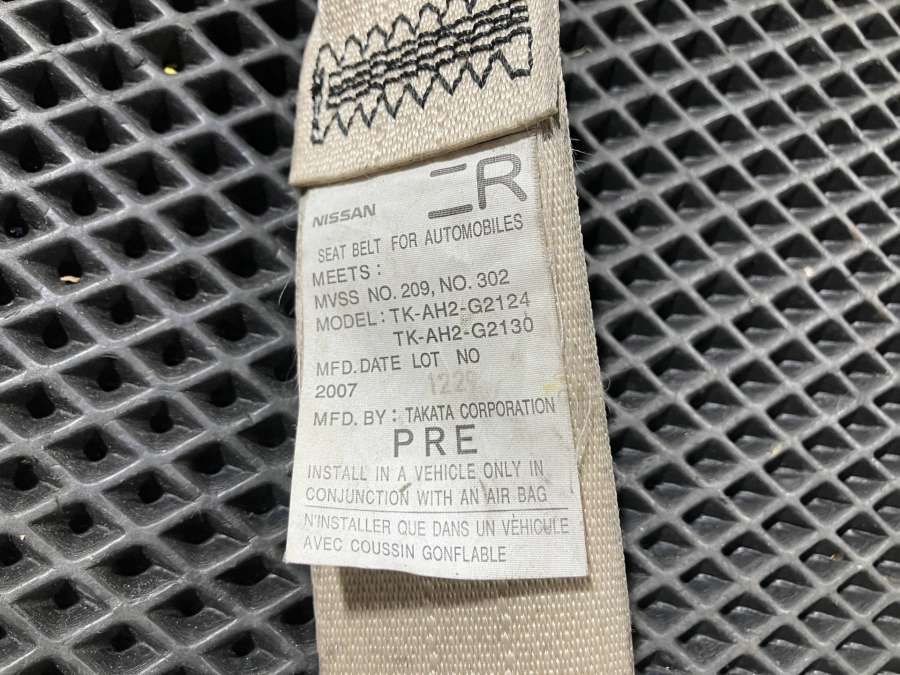 NISSAN
=R
SEAT BELT FOR AUTOMOBILES
MEETS :
MVSS NO. 209, NO. 302
MODEL : TK-AH2-G2124
TK-AH2-G2130
MFD. DATE LOT NO
2007 1229
MFD. BY : TAKATA CORPORATION
PRE
INSTALL IN A VEHICLE ONLY IN
CONJUNCTION WITH AN AIR BAG
N'INSTALLER QUE DANS UN VÉHICULE
AVEC COUSSIN GONFLABLE